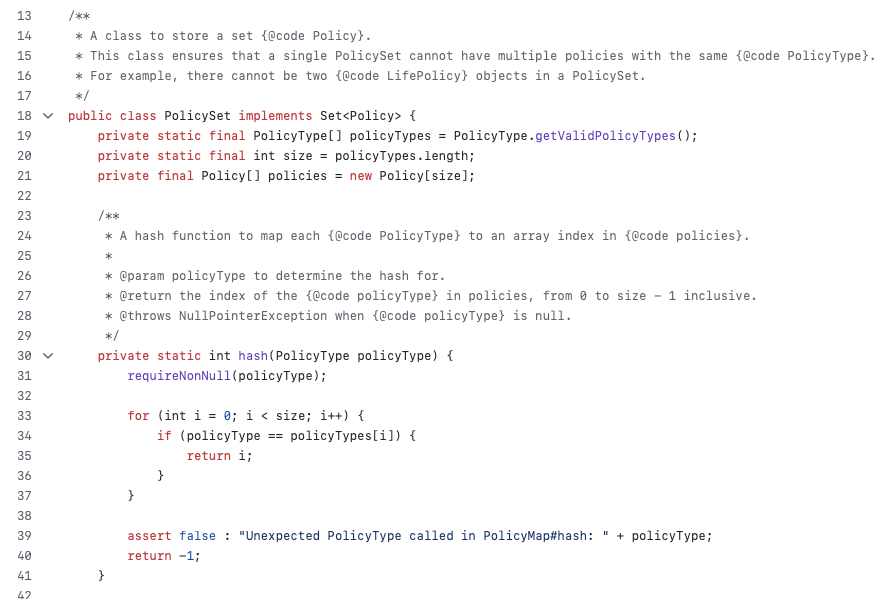 13 /**
14  * A class to store a set {@code Policy}.
15  * This class ensures that a single PolicySet cannot have multiple policies with the same {@code PolicyType}.
16  * For example, there cannot be two {@code LifePolicy} objects in a PolicySet.
17  */
18 public class PolicySet implements Set<Policy> {
19     private static final PolicyType[] policyTypes = PolicyType.getValidPolicyTypes();
20     private static final int size = policyTypes.length;
21     private final Policy[] policies = new Policy[size];
22
23     /**
24      * A hash function to map each {@code PolicyType} to an array index in {@code policies}.
25      *
26      * @param policyType to determine the hash for.
27      * @return the index of the {@code policyType} in policies, from 0 to size - 1 inclusive.
28      * @throws NullPointerException when {@code policyType} is null.
29      */
30     private static int hash(PolicyType policyType) {
31         requireNonNull(policyType);
32
33         for (int i = 0; i < size; i++) {
34             if (policyType == policyTypes[i]) {
35                 return i;
36             }
37         }
38
39         assert false : "Unexpected PolicyType called in PolicyMap#hash: " + policyType;
40         return -1;
41     }
42